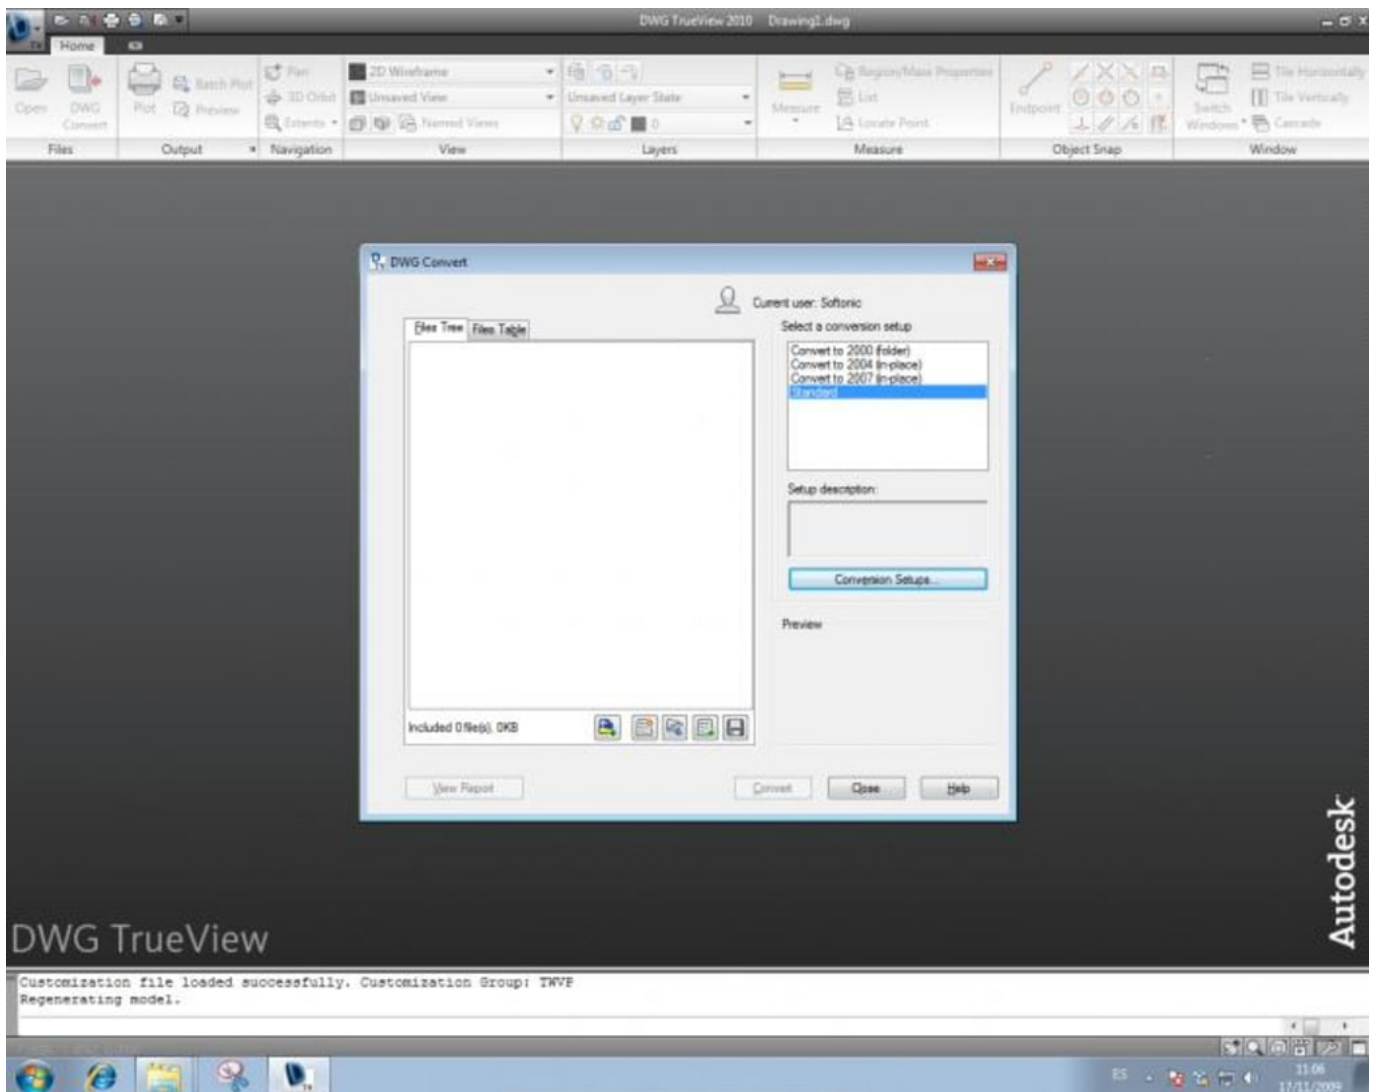 DWG TrueView 2010 Drawing1.dwg
Home
Open
DWG Convert
Plot
Batch Plot
Preview
Pan
3D Orbit
Extents
2D Wireframe
Unsaved View
Named Views
Unsaved Layer State
0
Measure
Region/Mass Properties
List
Locate Point
Endpoint
Switch Windows
Tile Horizontally
Tile Vertically
Cascade
Files
Output
Navigation
View
Layers
Measure
Object Snap
Window
DWG Convert
Current user: Softonic
Files Tree
Files Table
Select a conversion setup
Convert to 2000 (folder)
Convert to 2004 (in-place)
Convert to 2007 (in-place)
Standard
Setup description:
Conversion Setups...
Preview
Included 0 file(s), 0KB
View Report
Convert
Close
Help
Autodesk
DWG TrueView
Customization file loaded successfully. Customization Group: TWVP
Regenerating model.
ES
11:06
17/11/2009